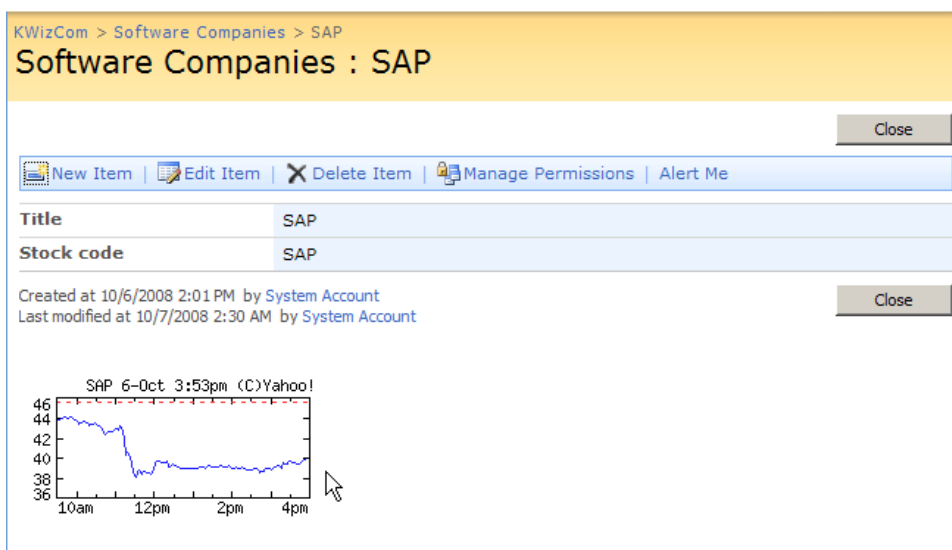 KWizCom > Software Companies > SAP
Software Companies : SAP
Close
New Item | Edit Item | Delete Item | Manage Permissions | Alert Me
Title SAP
Stock code SAP
Created at 10/6/2008 2:01 PM by System Account
Close
Last modified at 10/7/2008 2:30 AM by System Account
SAP 6-Oct 3:53pm (C)Yahoo!
46
44
42
40
38
36
10am 12pm 2pm 4pm